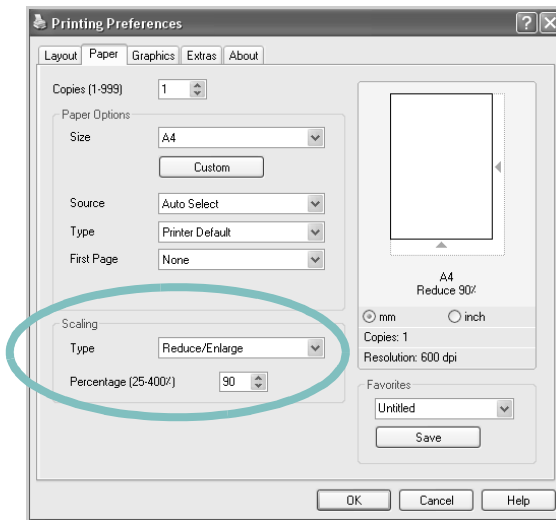 Printing Preferences
Layout Paper Graphics Extras About
Copies (1-999) 1
Paper Options
Size A4
Custom
Source Auto Select
Type Printer Default
First Page None
Scaling
Type Reduce/Enlarge
Percentage (25-400%) 90
A4
Reduce 90%
mm inch
Copies: 1
Resolution: 600 dpi
Favorites
Untitled
Save
OK Cancel Help